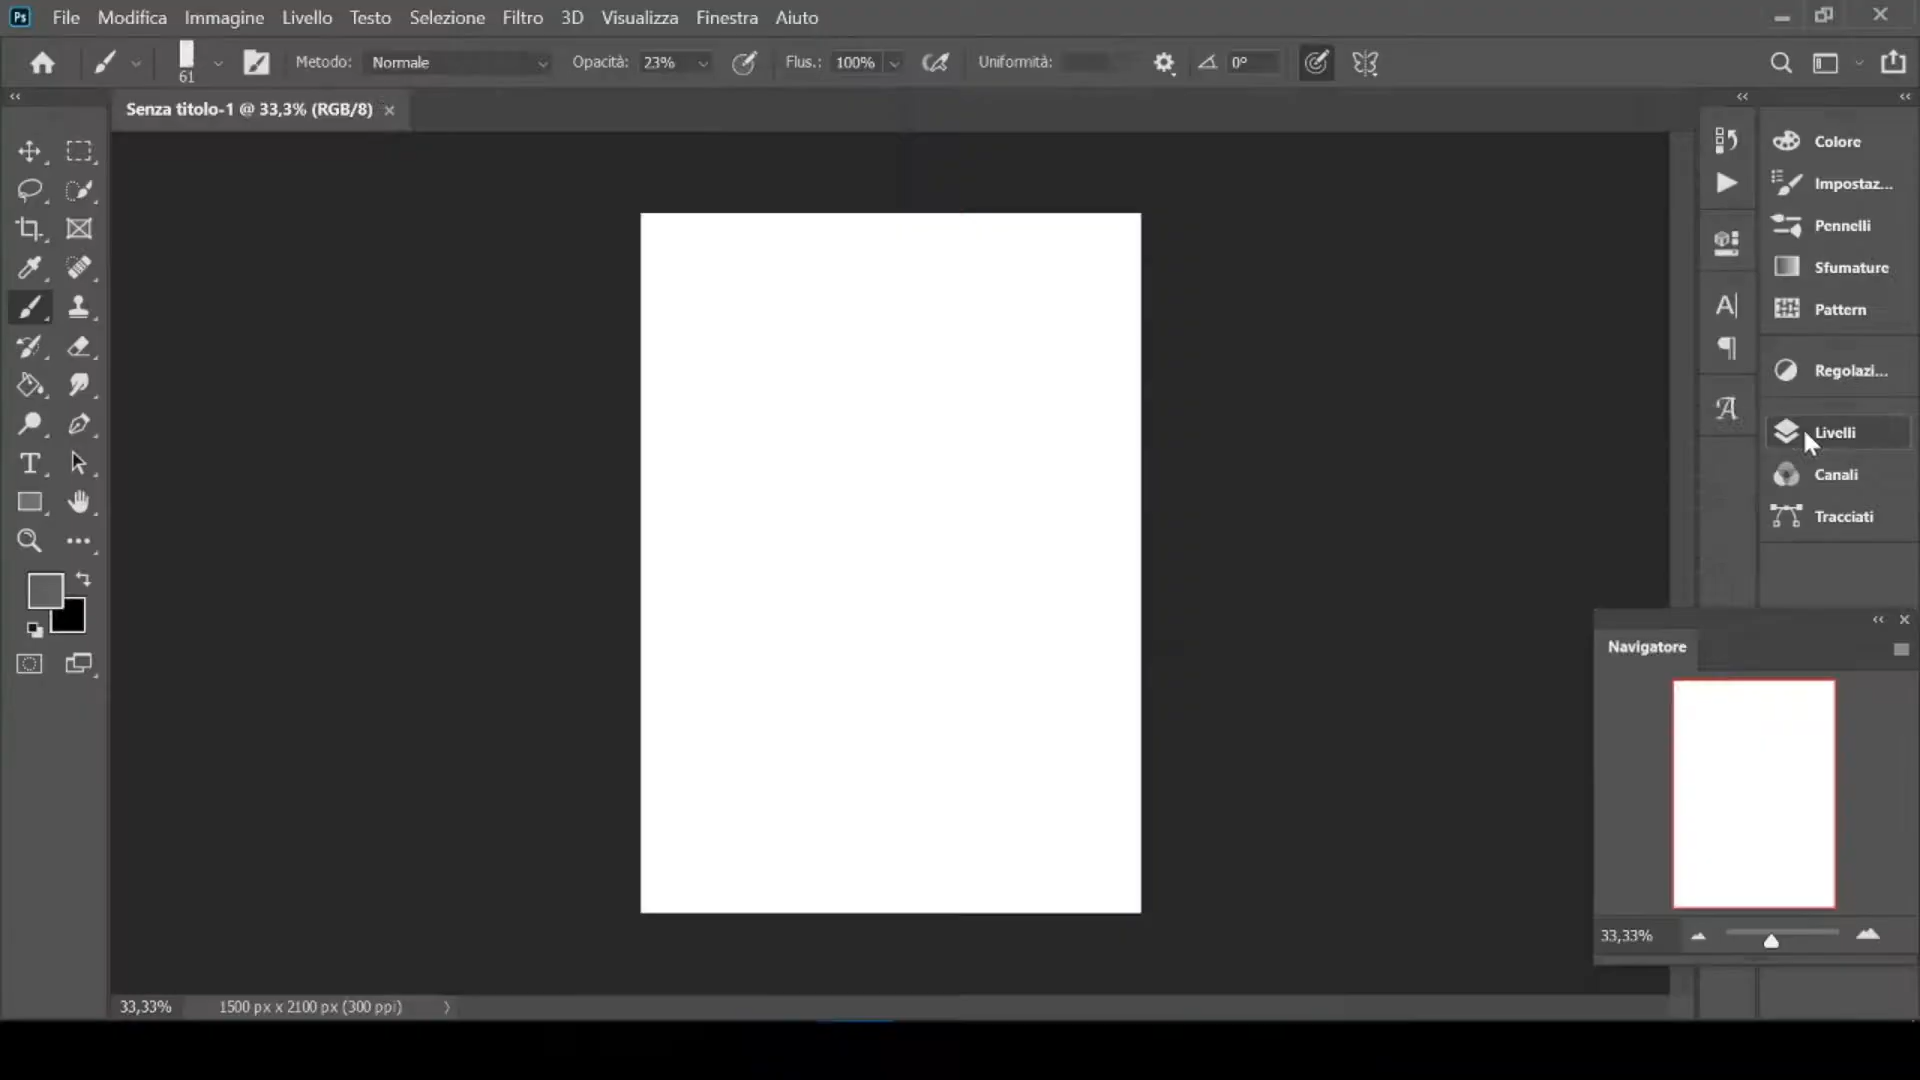 Ps File Modifica Immagine Livello Testo Selezione Filtro 3D Visualizza Finestra Aiuto
61 Metodo: Normale Opacità: 23% Flus.: 100% Uniformità: 0°
Senza titolo-1 @ 33,3% (RGB/8)
Colore
Impostaz...
Pennelli
Sfumature
Pattern
Regolazi...
Livelli
Canali
Tracciati
Navigatore
33,33%
33,33% 1500 px x 2100 px (300 ppi)